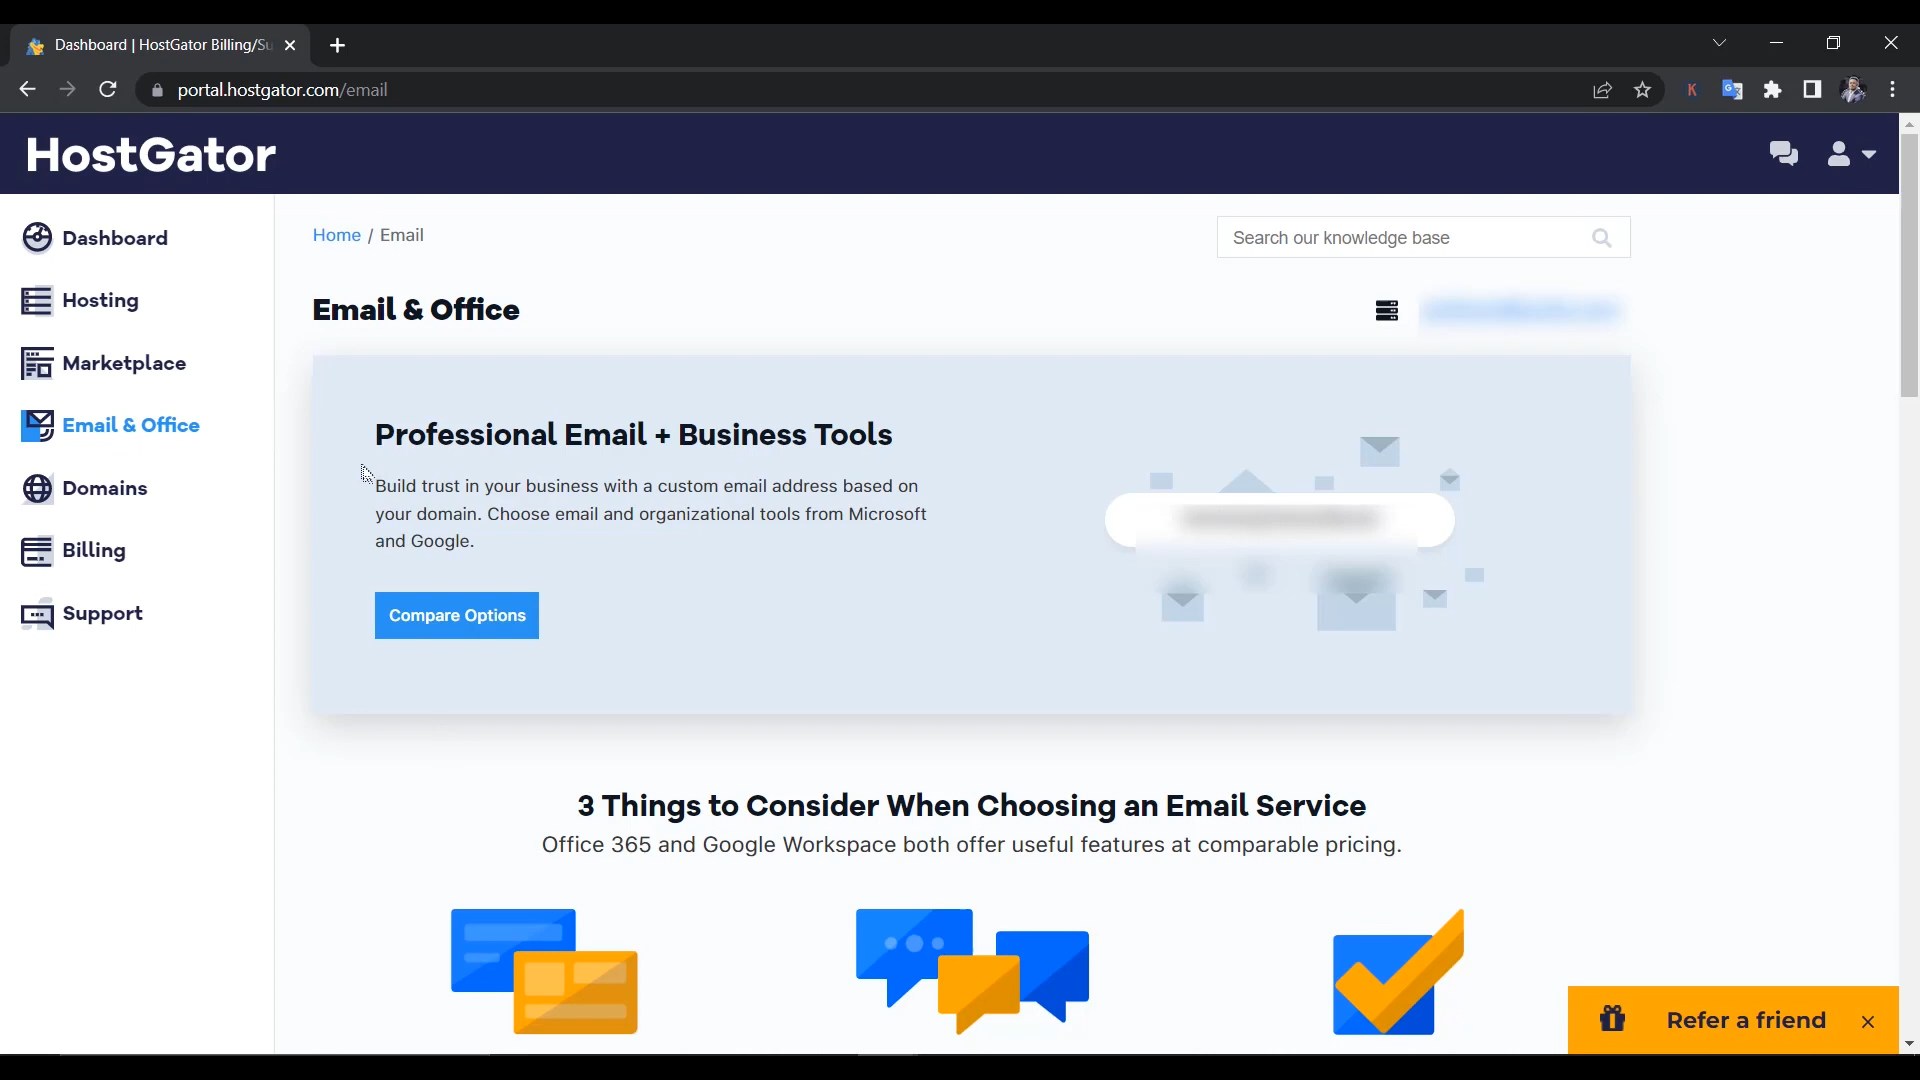 Dashboard | HostGator Billing/Su
portal.hostgator.com/email
K
HostGator
Dashboard
Hosting
Marketplace
Email & Office
Domains
Billing
Support
Home / Email
Search our knowledge base
Email & Office
Professional Email + Business Tools
Build trust in your business with a custom email address based on
your domain. Choose email and organizational tools from Microsoft
and Google.
Compare Options
3 Things to Consider When Choosing an Email Service
Office 365 and Google Workspace both offer useful features at comparable pricing.
Refer a friend